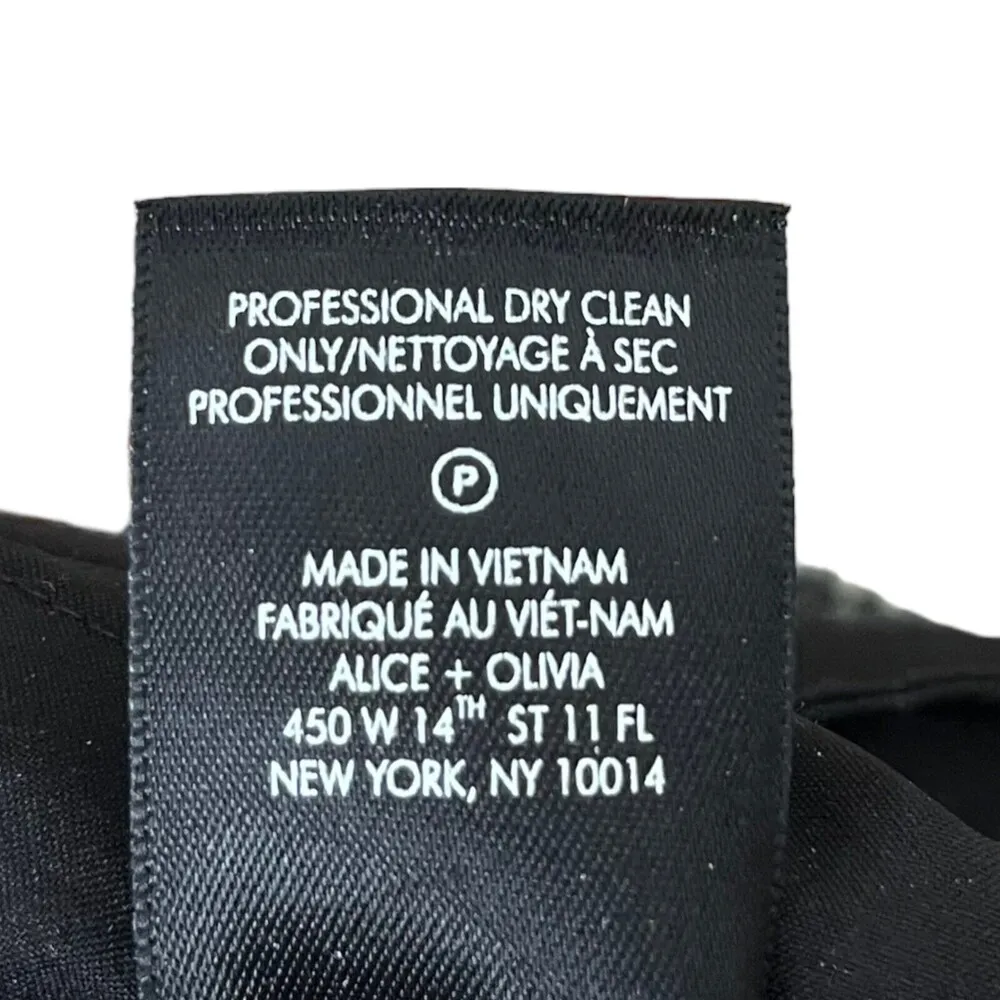 PROFESSIONAL DRY CLEAN
ONLY/NETTOYAGE À SEC
PROFESSIONNEL UNIQUEMENT
P
MADE IN VIETNAM
FABRIQUÉ AU VIÉT-NAM
ALICE + OLIVIA
450 W 14TH ST 11 FL
NEW YORK, NY 10014